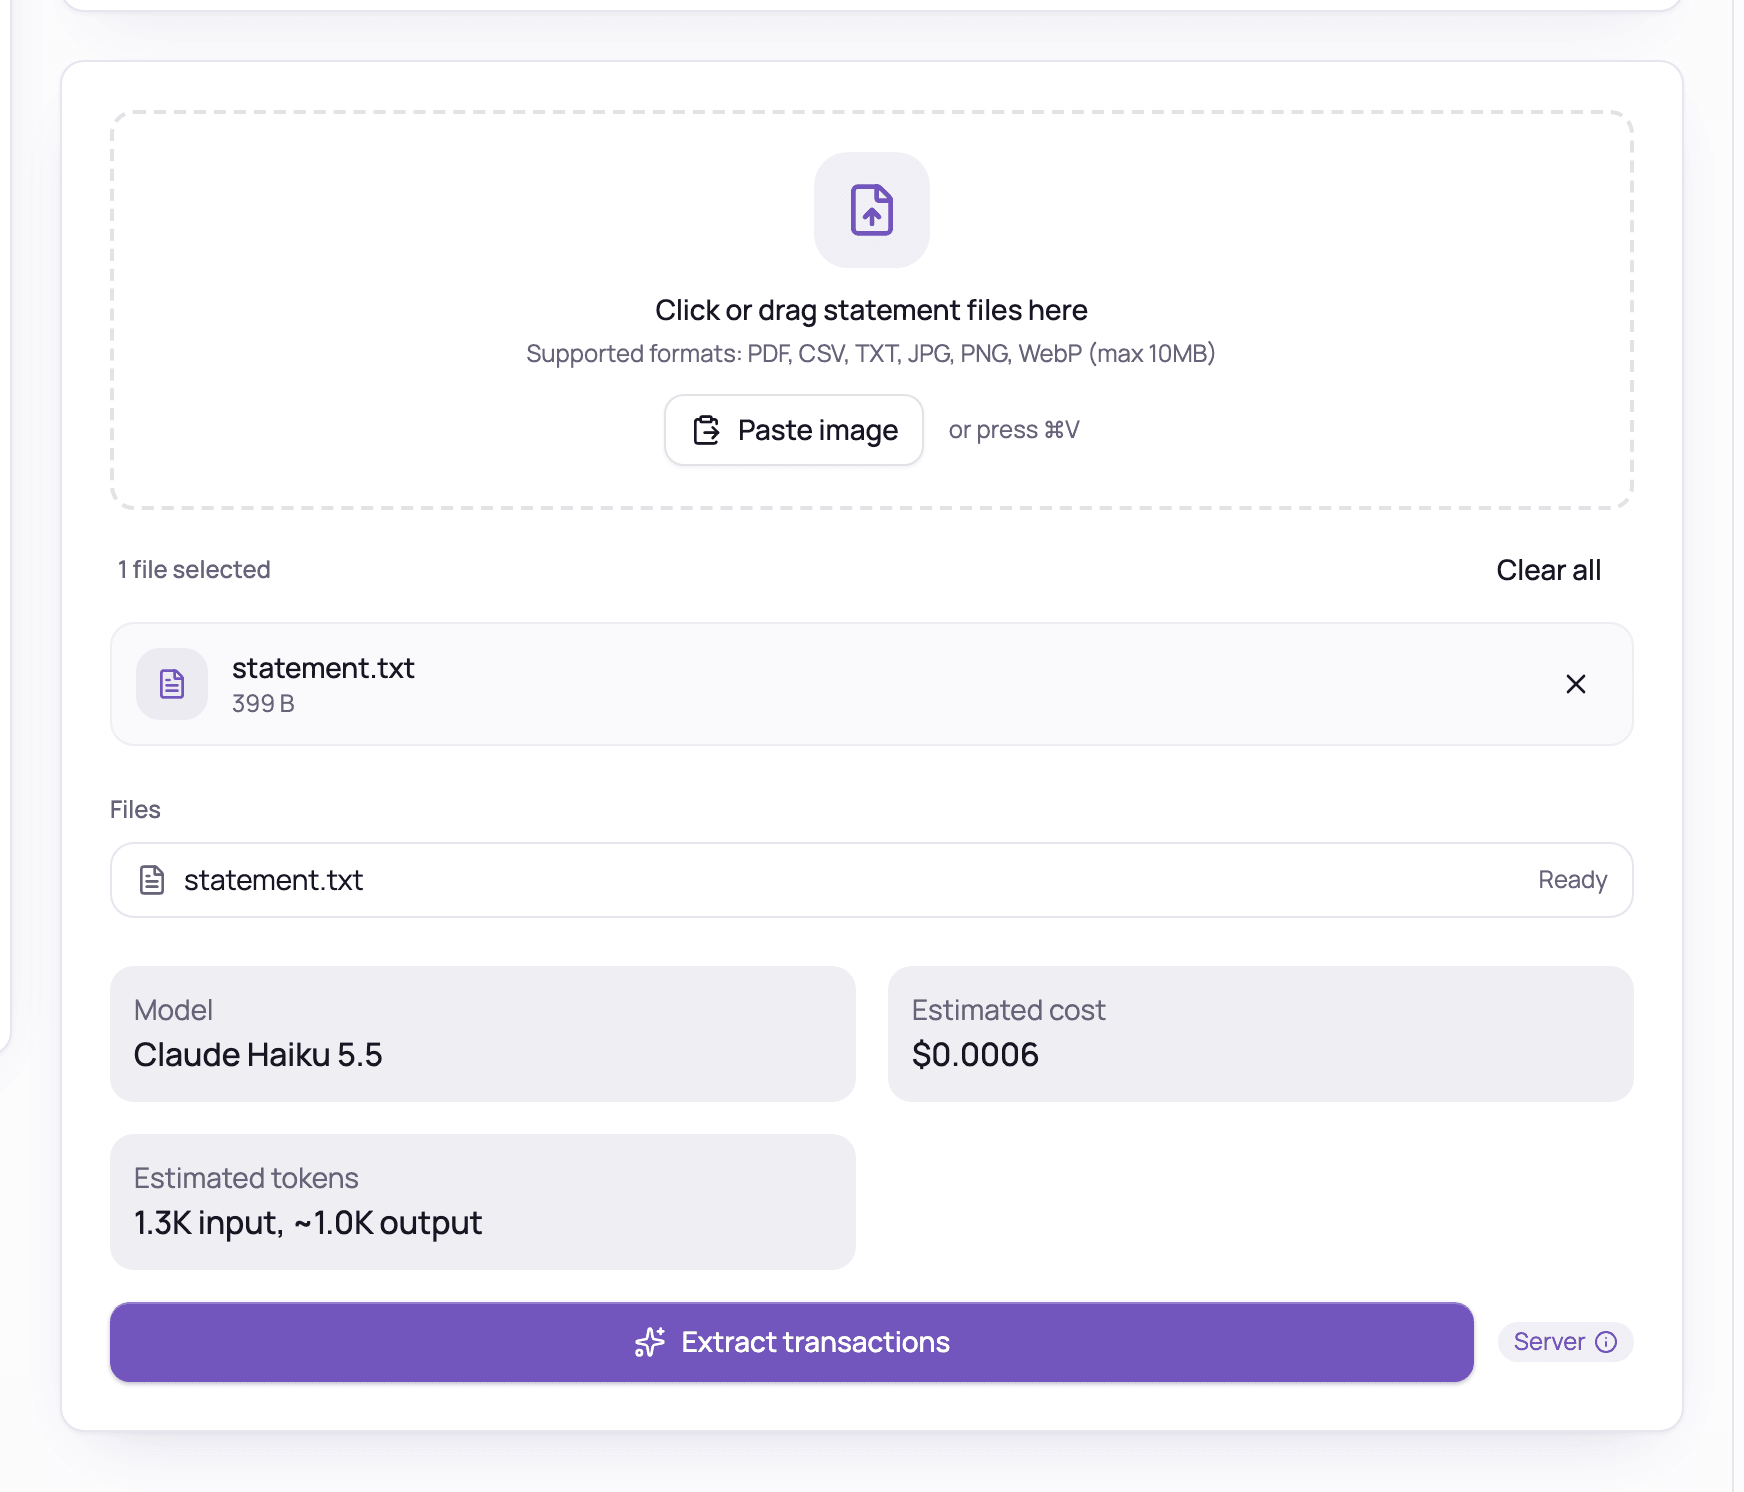 Click or drag statement files here
Supported formats: PDF, CSV, TXT, JPG, PNG, WebP (max 10MB)
Paste image or press ⌘V
1 file selected Clear all
statement.txt
399 B
Files
statement.txt Ready
Model
Claude Haiku 5.5
Estimated cost
$0.0006
Estimated tokens
1.3K input, ~1.0K output
Extract transactions Server